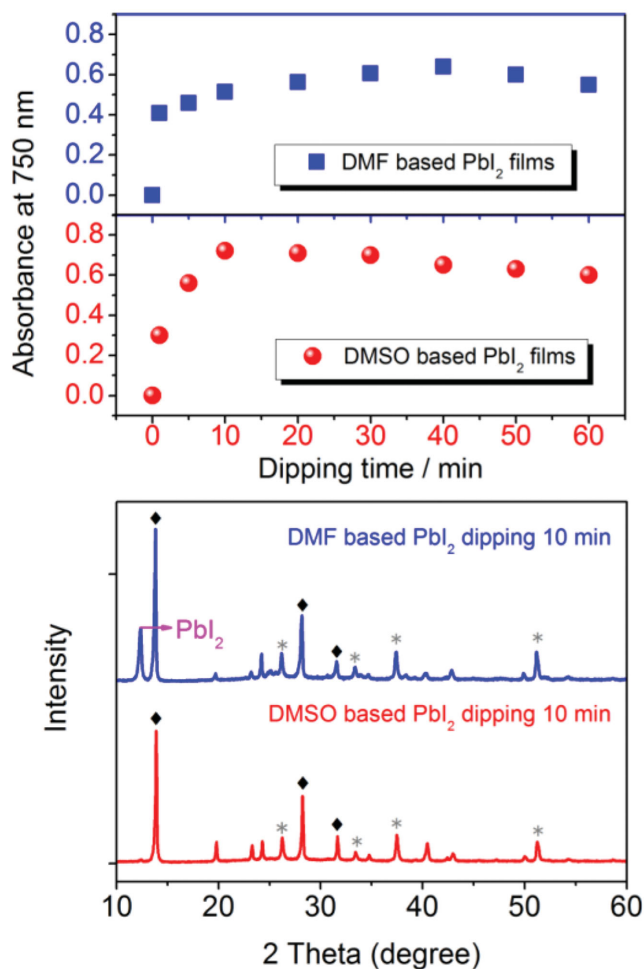 Absorbance at 750 nm
0.8
0.6
0.4
0.2
0.0
DMF based PbI₂ films
0.8
0.6
0.4
0.2
0.0
DMSO based PbI₂ films
0 10 20 30 40 50 60
Dipping time / min
Intensity
DMF based PbI₂ dipping 10 min
PbI₂
DMSO based PbI₂ dipping 10 min
10 20 30 40 50 60
2 Theta (degree)